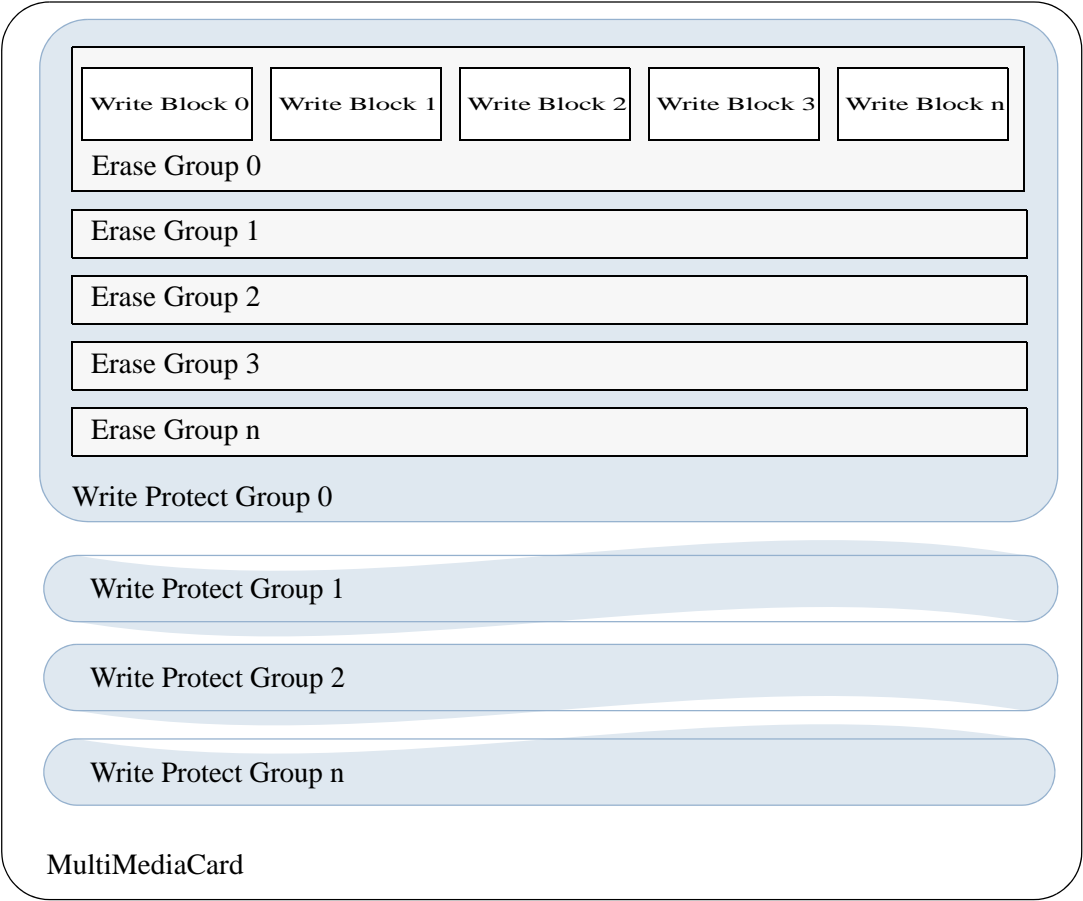 Write Block 0
Write Block 1
Write Block 2
Write Block 3
Write Block n
Erase Group 0
Erase Group 1
Erase Group 2
Erase Group 3
Erase Group n
Write Protect Group 0
Write Protect Group 1
Write Protect Group 2
Write Protect Group n
MultiMediaCard